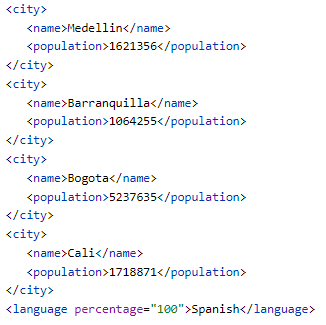 <city>
<name>Medellin</name>
<population>1621356</population>
</city>
<city>
<name>Barranquilla</name>
<population>1064255</population>
</city>
<city>
<name>Bogota</name>
<population>5237635</population>
</city>
<city>
<name>Cali</name>
<population>1718871</population>
</city>
<language percentage="100">Spanish</language>